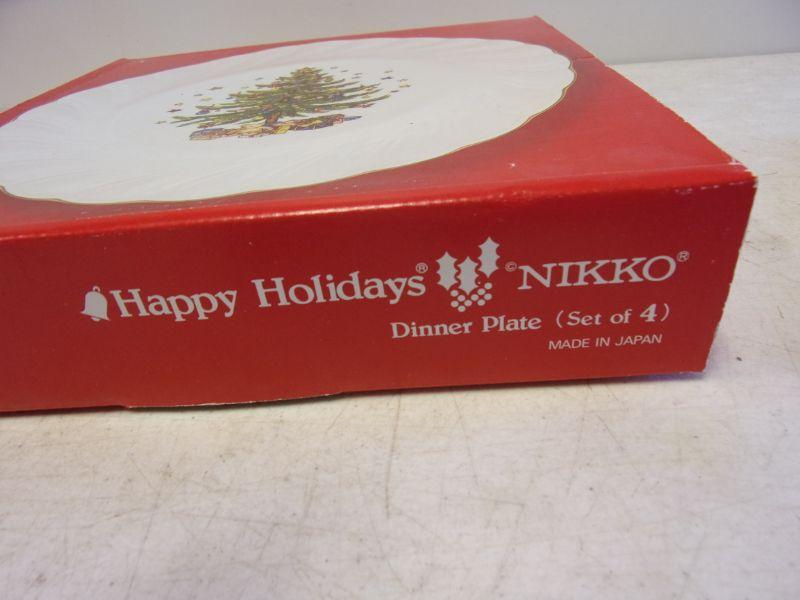 Happy Holidays® © NIKKO®
Dinner Plate (Set of 4)
MADE IN JAPAN